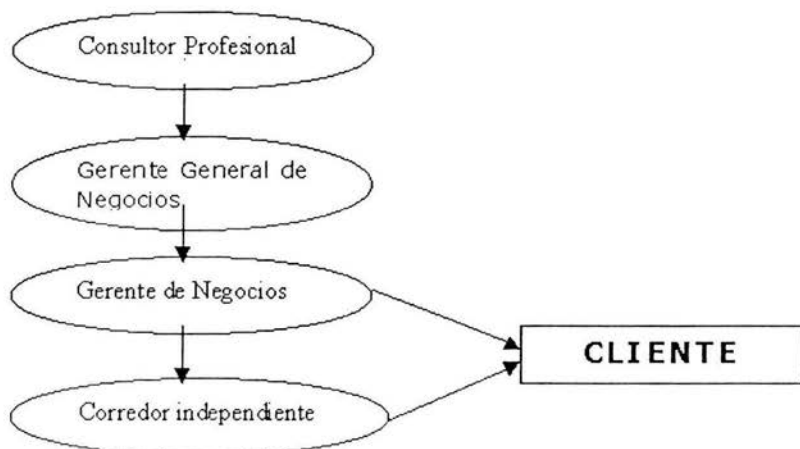 Consultor Profesional
Gerente General de
Negocios
Gerente de Negocios
CLIENTE
Corredor independiente